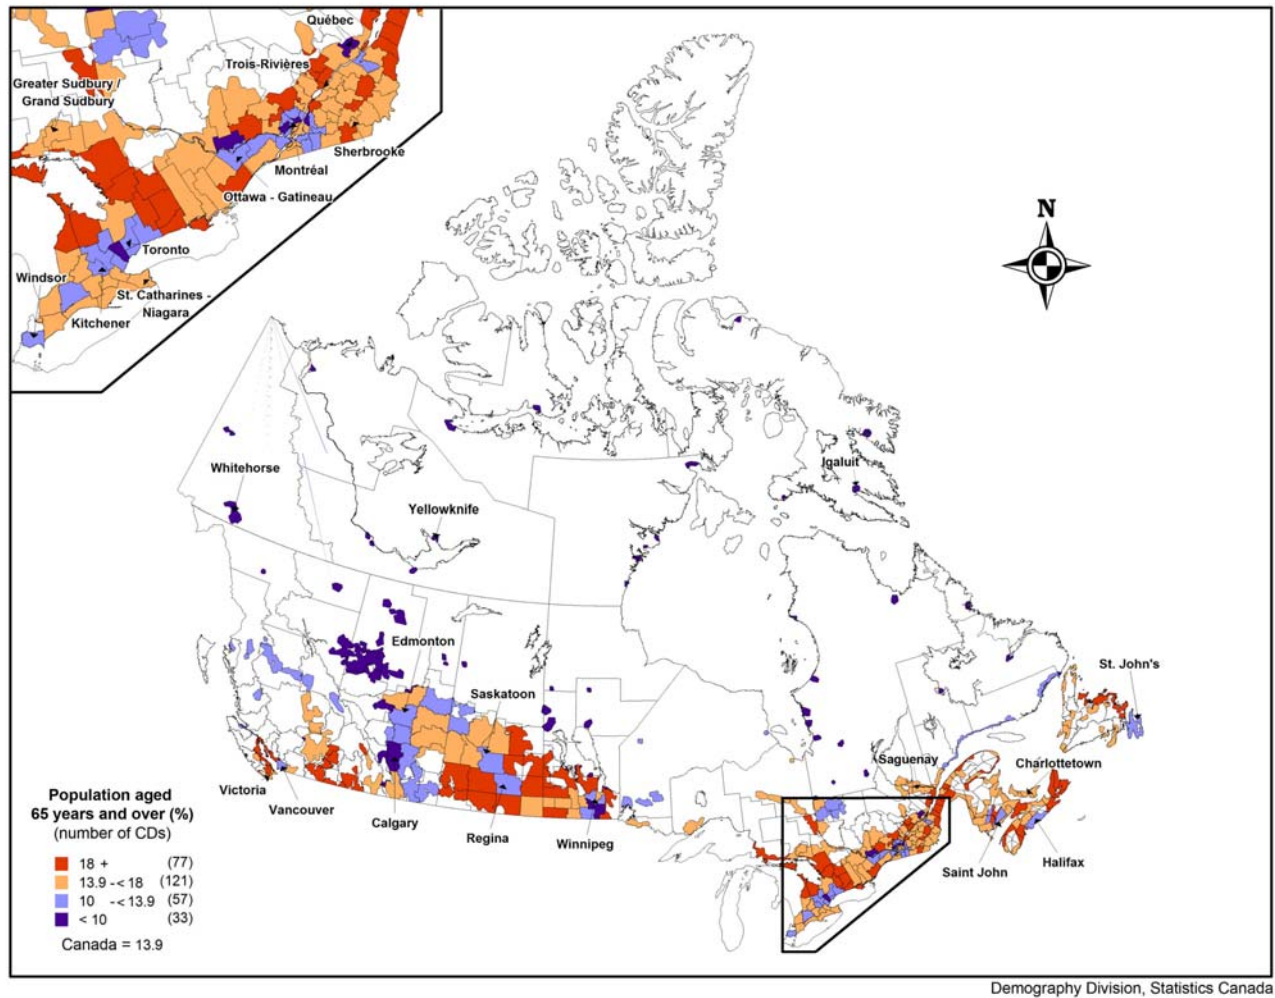 Québec
Trois-Rivières
Greater Sudbury /
Grand Sudbury
Sherbrooke
Montréal
Ottawa - Gatineau
Toronto
Windsor
St. Catharines -
Niagara
Kitchener
N
Whitehorse
Igaluit
Yellowknife
Edmonton
St. John's
Saskatoon
Saguenay
Charlottetown
Victoria
Vancouver
Calgary
Regina
Winnipeg
Halifax
Saint John
Population aged
65 years and over (%)
(number of CDs)
18 + (77)
13.9 -< 18 (121)
10 -< 13.9 (57)
< 10 (33)
Canada = 13.9
Demography Division, Statistics Canada